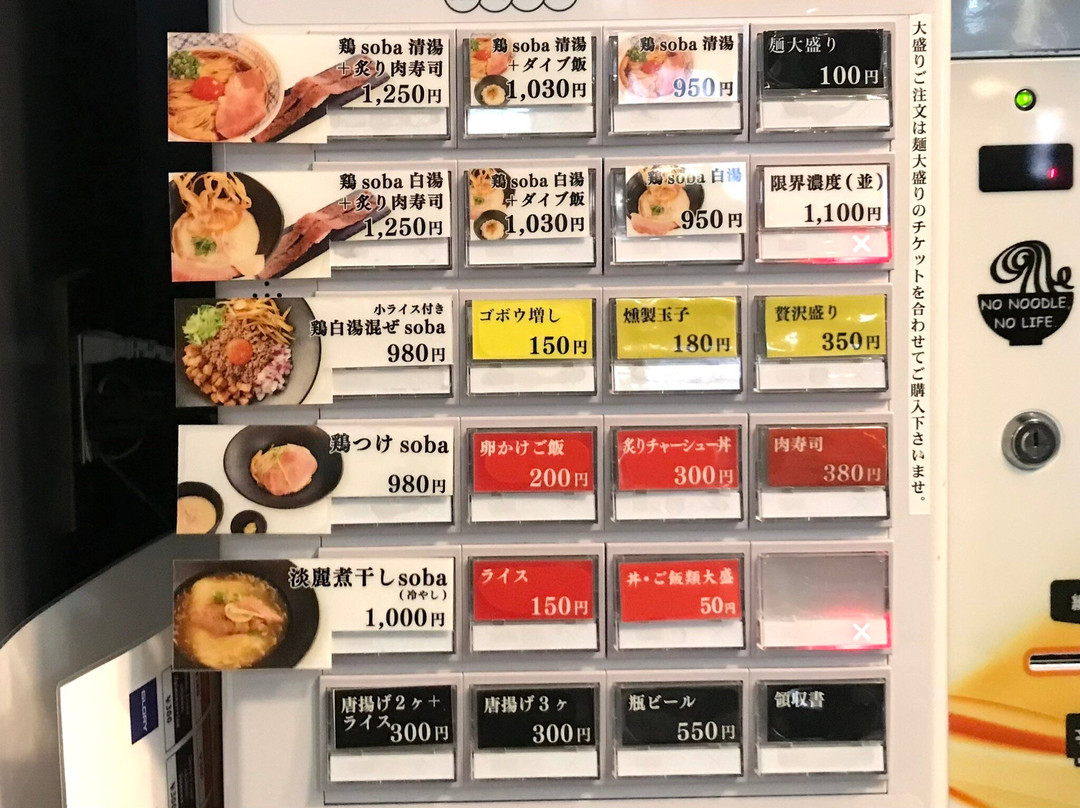 鶏soba清湯
+炙り肉寿司
1,250円
鶏soba清湯
+ダイブ飯
1,030円
鶏soba清湯
950円
麺大盛り
100円
鶏soba白湯
+炙り肉寿司
1,250円
鶏soba白湯
+ダイブ飯
1,030円
鶏soba白湯
950円
限界濃度(並)
1,100円
小ライス付き
鶏白湯混ぜsoba
980円
ゴボウ増し
150円
燻製玉子
180円
贅沢盛り
350円
鶏つけsoba
980円
卵かけご飯
200円
炙りチャーシュー丼
300円
肉寿司
380円
淡麗煮干しsoba
(冷やし)
1,000円
ライス
150円
丼・ご飯類大盛
50円
唐揚げ2ヶ+
ライス300円
唐揚げ3ヶ
300円
瓶ビール
550円
領収書
大盛りご注文は麺大盛りのチケットを合わせてご購入下さいませ。
1
NO NOODLE,
NO LIFE.
GLORY